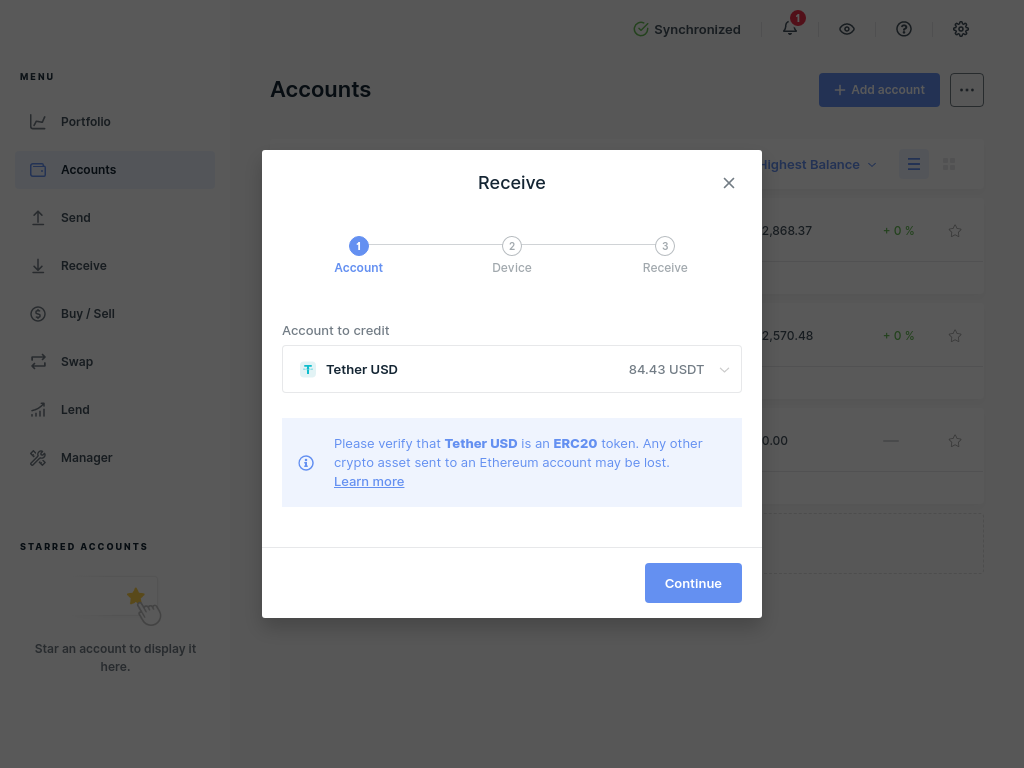 Synchronized
1
MENU
Portfolio
Accounts
Send
Receive
Buy / Sell
Swap
Lend
Manager
STARRED ACCOUNTS
Star an account to display it
here.
Accounts
+ Add account
Highest Balance
2,868.37 + 0 %
2,570.48 + 0 %
0.00 —
Receive
1 2 3
Account Device Receive
Account to credit
Tether USD 84.43 USDT
Please verify that Tether USD is an ERC20 token. Any other
crypto asset sent to an Ethereum account may be lost.
Learn more
Continue